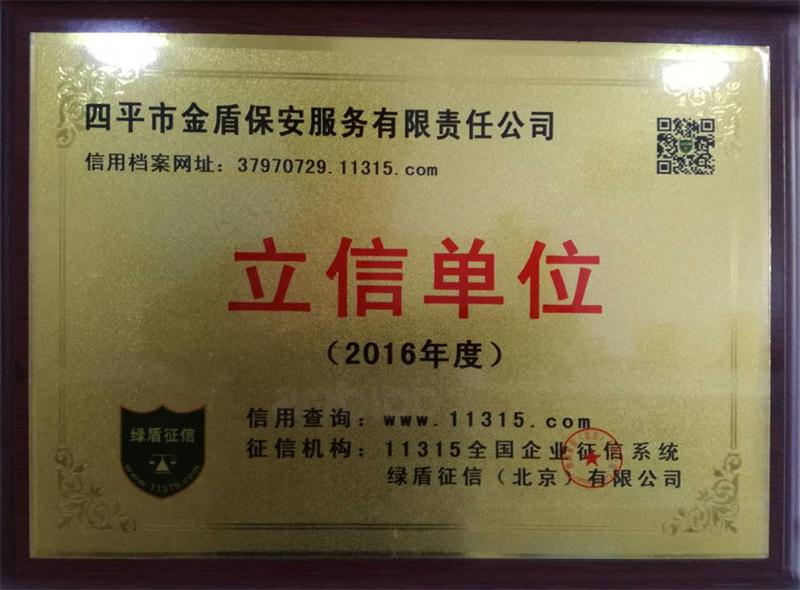 四平市金盾保安服务有限责任公司
信用档案网址：37970729.11315.com
立信单位
（2016年度）
绿盾征信
www.11315.com
信用查询：www.11315.com
征信机构：11315全国企业征信系统
绿盾征信（北京）有限公司